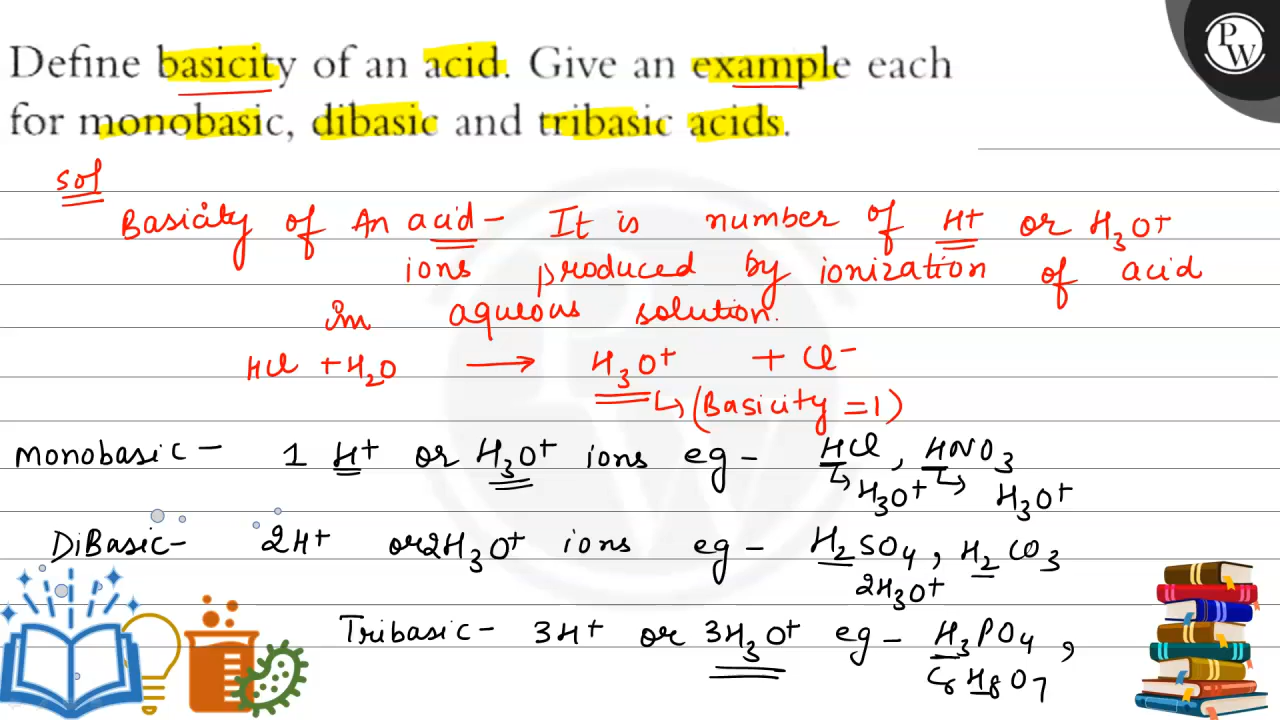 Define basicity of an acid. Give an example each
for monobasic, dibasic and tribasic acids.
PW
Sol
Basicity of An acid - It is number of H+ or H3O+
ions produced by ionization of acid
in aqueous solution.
HCl + H2O → H3O+ + Cl-
↳ (Basicity = 1)
Monobasic - 1 H+ or H3O+ ions eg - HCl, HNO3
↳ H3O+ ↳ H3O+
DiBasic - 2H+ or 2H3O+ ions eg - H2SO4, H2CO3
2H3O+
Tribasic - 3H+ or 3H3O+ eg - H3PO4,
C6H8O7